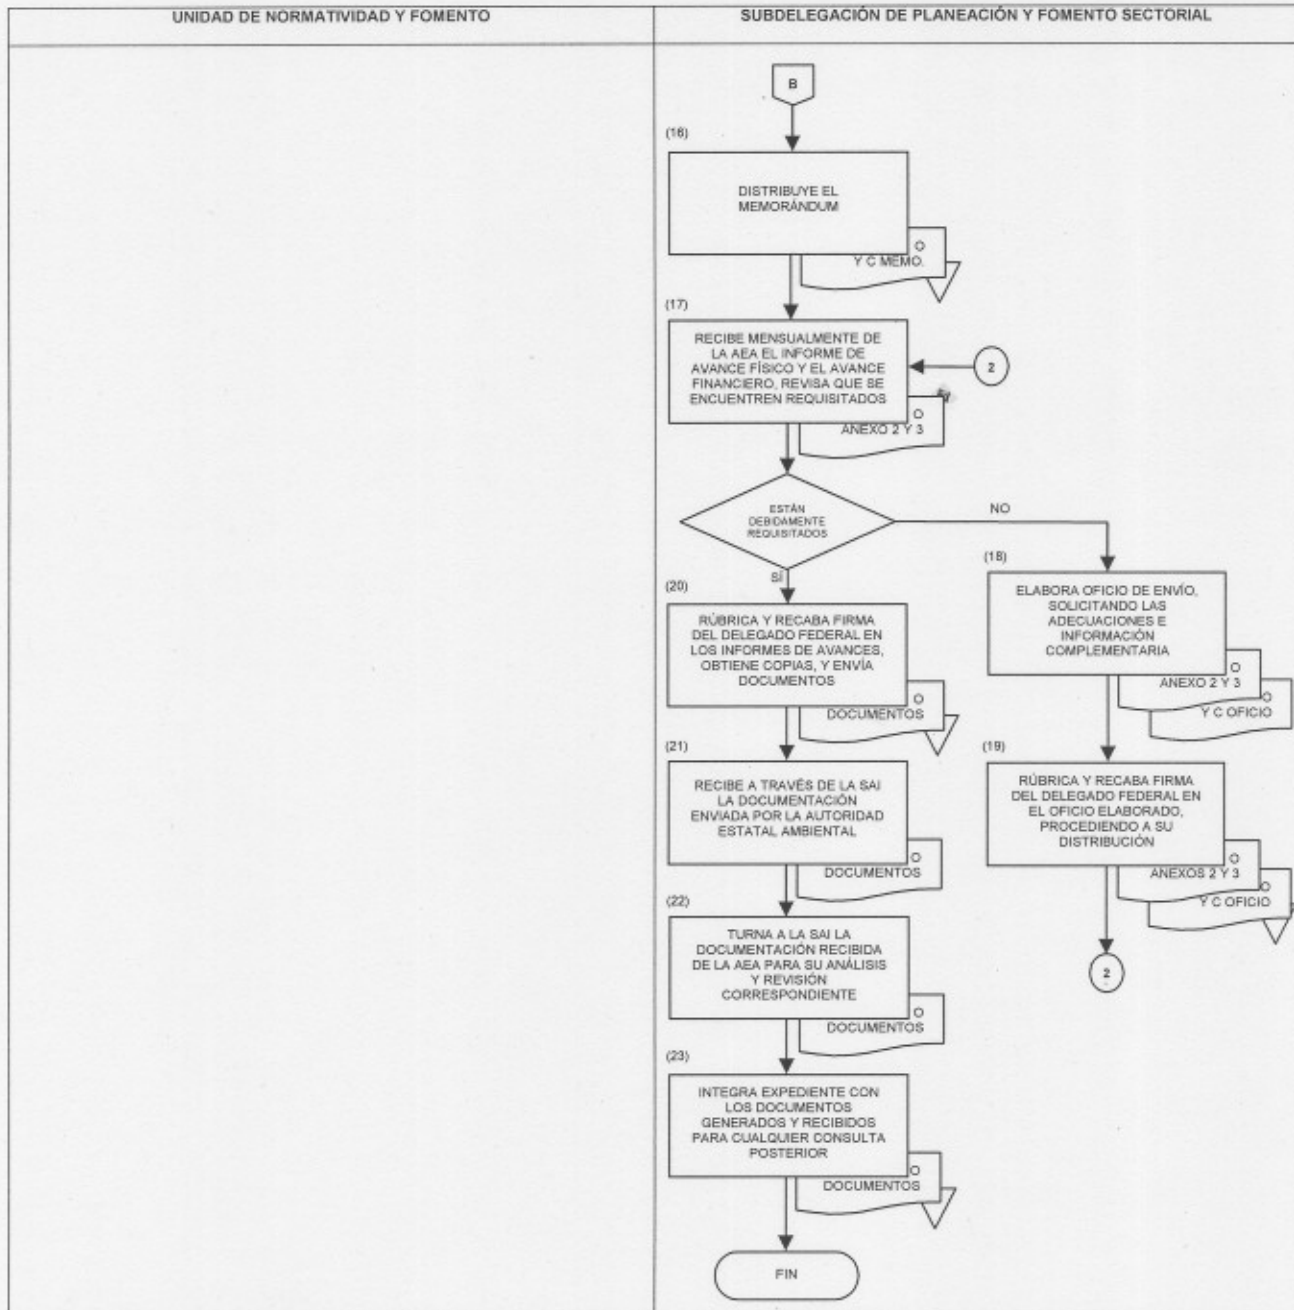 UNIDAD DE NORMATIVIDAD Y FOMENTO
SUBDELEGACIÓN DE PLANEACIÓN Y FOMENTO SECTORIAL
B
(16)
DISTRIBUYE EL
MEMORÁNDUM
O
Y C MEMO.
(17)
RECIBE MENSUALMENTE DE
LA AEA EL INFORME DE
AVANCE FÍSICO Y EL AVANCE
FINANCIERO, REVISA QUE SE
ENCUENTREN REQUISITADOS
2
O
ANEXO 2 Y 3
ESTÁN
DEBIDAMENTE
REQUISITADOS
NO
SÍ
(18)
ELABORA OFICIO DE ENVÍO,
SOLICITANDO LAS
ADECUACIONES E
INFORMACIÓN
COMPLEMENTARIA
O
ANEXO 2 Y 3
O
Y C OFICIO
(19)
RÚBRICA Y RECABA FIRMA
DEL DELEGADO FEDERAL EN
EL OFICIO ELABORADO,
PROCEDIENDO A SU
DISTRIBUCIÓN
O
ANEXOS 2 Y 3
O
Y C OFICIO
2
(20)
RÚBRICA Y RECABA FIRMA
DEL DELEGADO FEDERAL EN
LOS INFORMES DE AVANCES,
OBTIENE COPIAS, Y ENVÍA
DOCUMENTOS
O
DOCUMENTOS
(21)
RECIBE A TRAVÉS DE LA SAI
LA DOCUMENTACIÓN
ENVIADA POR LA AUTORIDAD
ESTATAL AMBIENTAL
O
DOCUMENTOS
(22)
TURNA A LA SAI LA
DOCUMENTACIÓN RECIBIDA
DE LA AEA PARA SU ANÁLISIS
Y REVISIÓN
CORRESPONDIENTE
O
DOCUMENTOS
(23)
INTEGRA EXPEDIENTE CON
LOS DOCUMENTOS
GENERADOS Y RECIBIDOS
PARA CUALQUIER CONSULTA
POSTERIOR
O
DOCUMENTOS
FIN